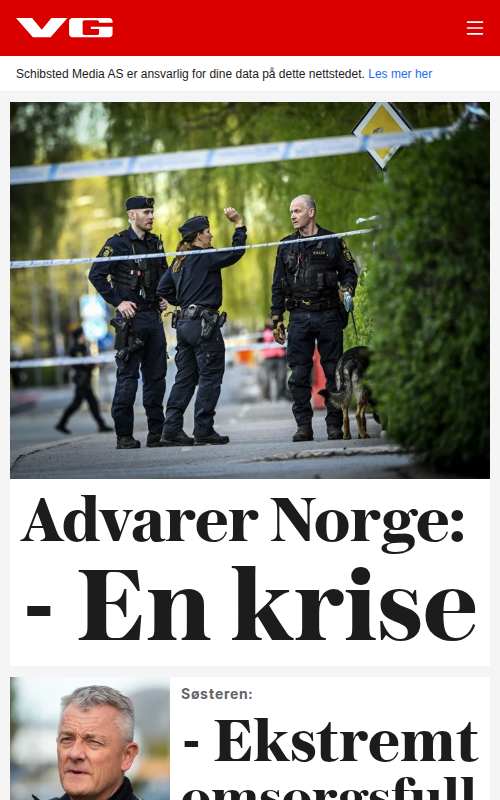 VG
Schibsted Media AS er ansvarlig for dine data på dette nettstedet. Les mer her
Advarer Norge:
- En krise
Søsteren:
- Ekstremt
omsorgsfull